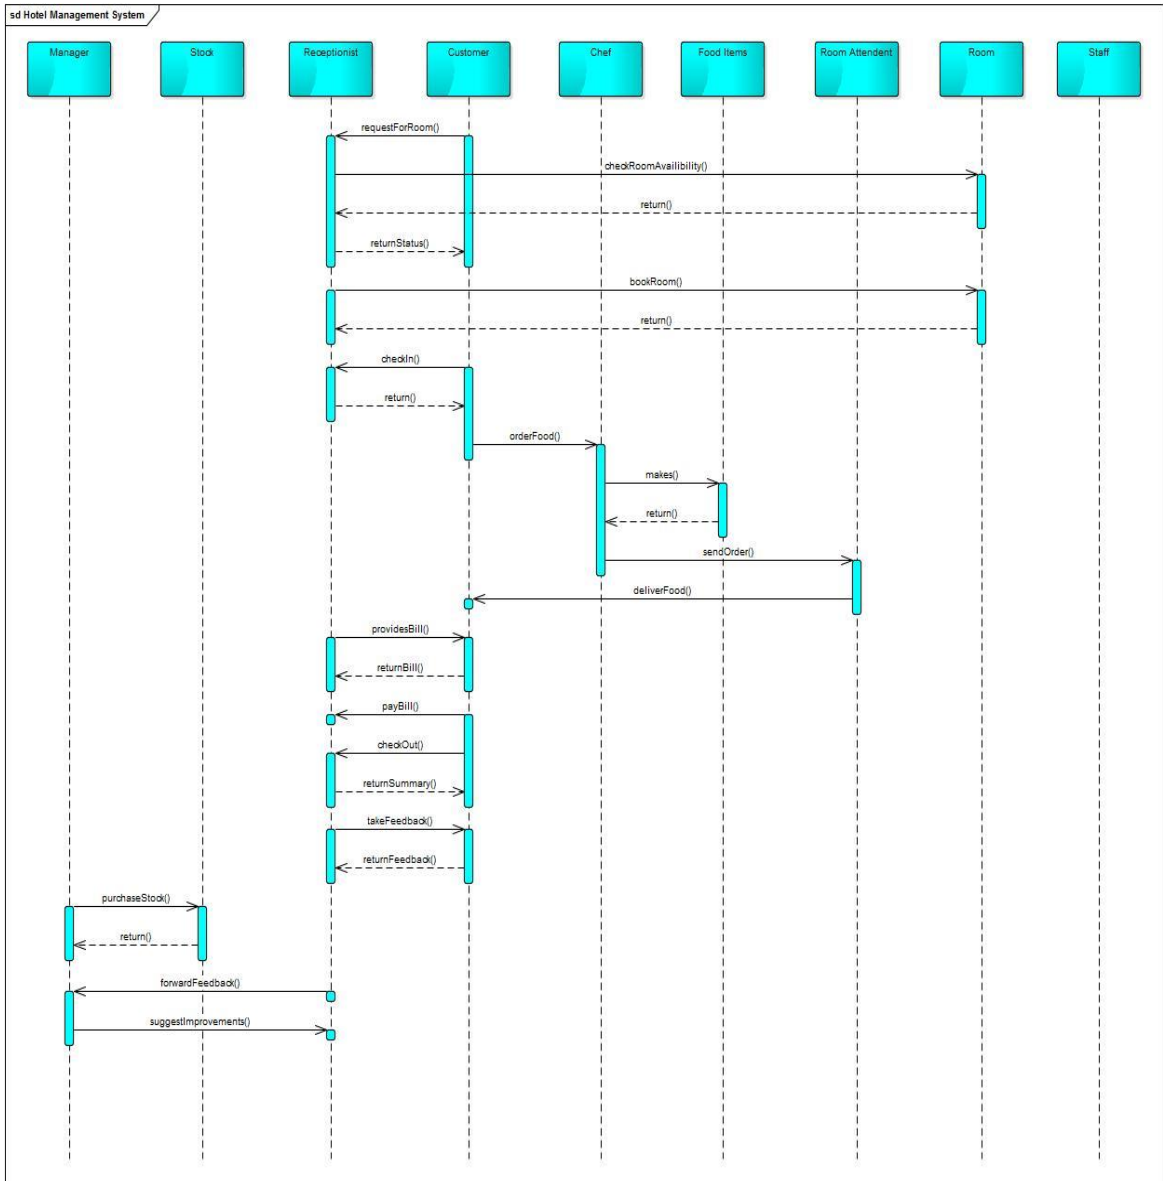 sd Hotel Management System
Manager
Stock
Receptionist
Customer
Chef
Food Items
Room Attendent
Room
Staff
requestForRoom()
checkRoomAvailibility()
return()
returnStatus()
bookRoom()
return()
checkIn()
return()
orderFood()
makes()
return()
sendOrder()
deliverFood()
providesBill()
returnBill()
payBill()
checkOut()
returnSummary()
takeFeedback()
returnFeedback()
purchaseStock()
return()
forwardFeedback()
suggestImprovements()